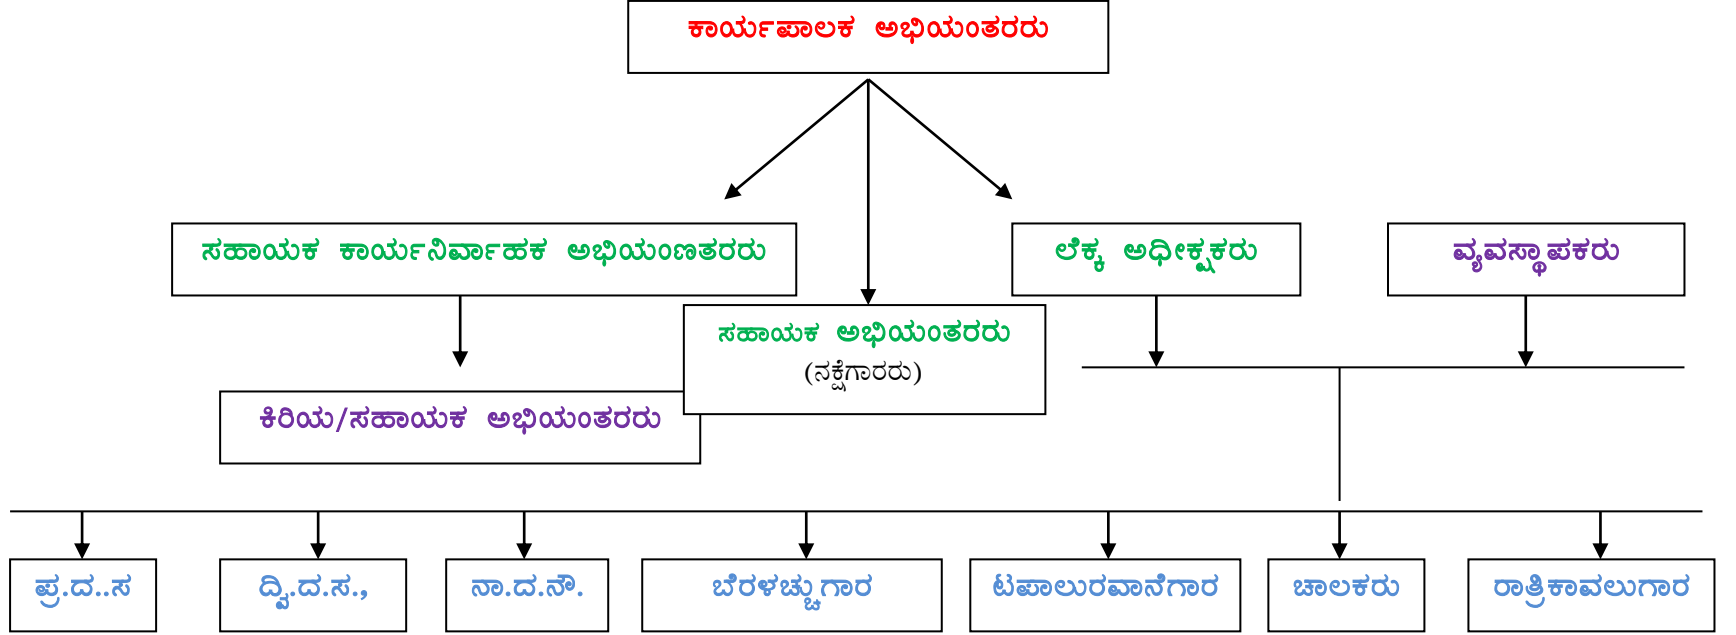 ಕಾರ್ಯಪಾಲಕ ಅಭಿಯಂತರರು
ಸಹಾಯಕ ಕಾರ್ಯನಿರ್ವಾಹಕ ಅಭಿಯಂಣತರರು
ಲೆಕ್ಕ ಅಧೀಕ್ಷಕರು
ವ್ಯವಸ್ಥಾಪಕರು
ಸಹಾಯಕ ಅಭಿಯಂತರರು
(ನಕ್ಷೆಗಾರರು)
ಕಿರಿಯ/ಸಹಾಯಕ ಅಭಿಯಂತರರು
ಪ್ರ.ದ..ಸ
ದ್ವಿ.ದ.ಸ.,
ನಾ.ದ.ನೌ.
ಬೆರಳಚ್ಚುಗಾರ
ಟಪಾಲುರವಾನೆಗಾರ
ಚಾಲಕರು
ರಾತ್ರಿಕಾವಲುಗಾರ